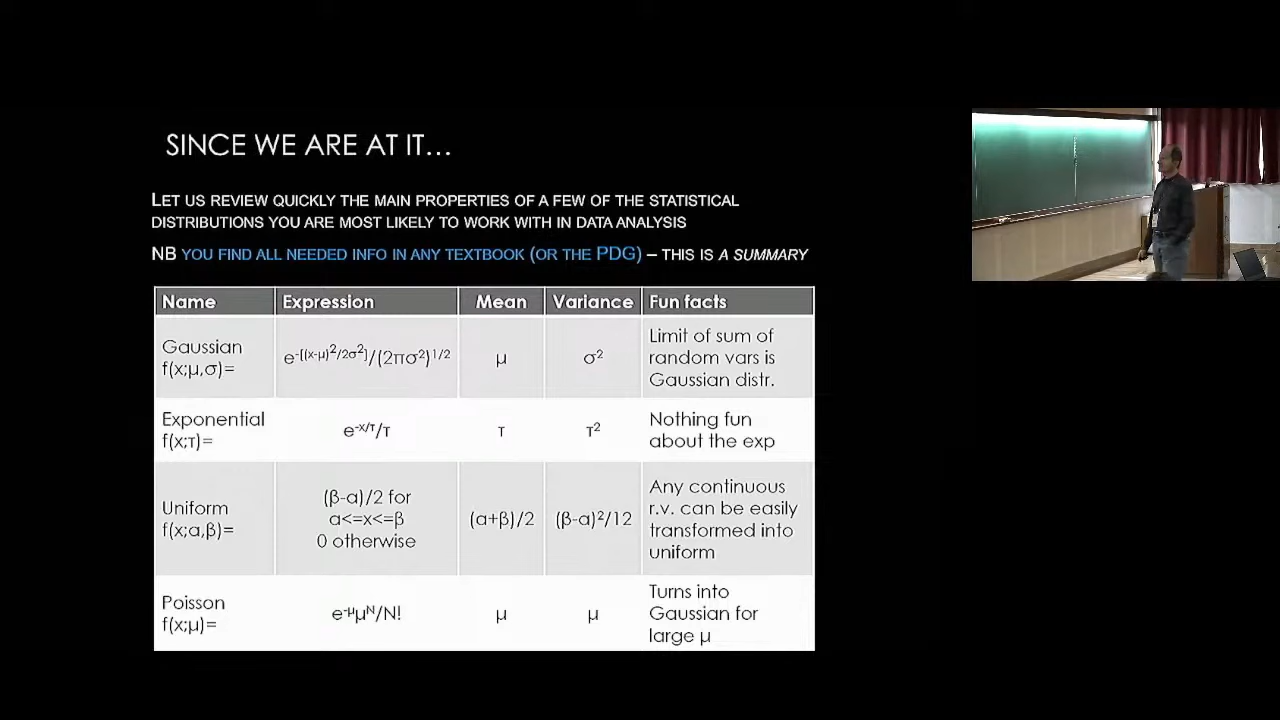 SINCE WE ARE AT IT…
LET US REVIEW QUICKLY THE MAIN PROPERTIES OF A FEW OF THE STATISTICAL
DISTRIBUTIONS YOU ARE MOST LIKELY TO WORK WITH IN DATA ANALYSIS
NB YOU FIND ALL NEEDED INFO IN ANY TEXTBOOK (OR THE PDG) – THIS IS A SUMMARY
Name Expression Mean Variance Fun facts
Gaussian
f(x;μ,σ)=
e^-[(x-μ)^2/2σ^2]/(2πσ²)^1/2
μ
σ²
Limit of sum of
random vars is
Gaussian distr.
Exponential
f(x;τ)=
e^-x/τ/τ
τ
τ²
Nothing fun
about the exp
Uniform
f(x;α,β)=
(β-α)/2 for
α<=x<=β
0 otherwise
(α+β)/2
(β-α)²/12
Any continuous
r.v. can be easily
transformed into
uniform
Poisson
f(x;μ)=
e^-μμ^N/N!
μ
μ
Turns into
Gaussian for
large μ